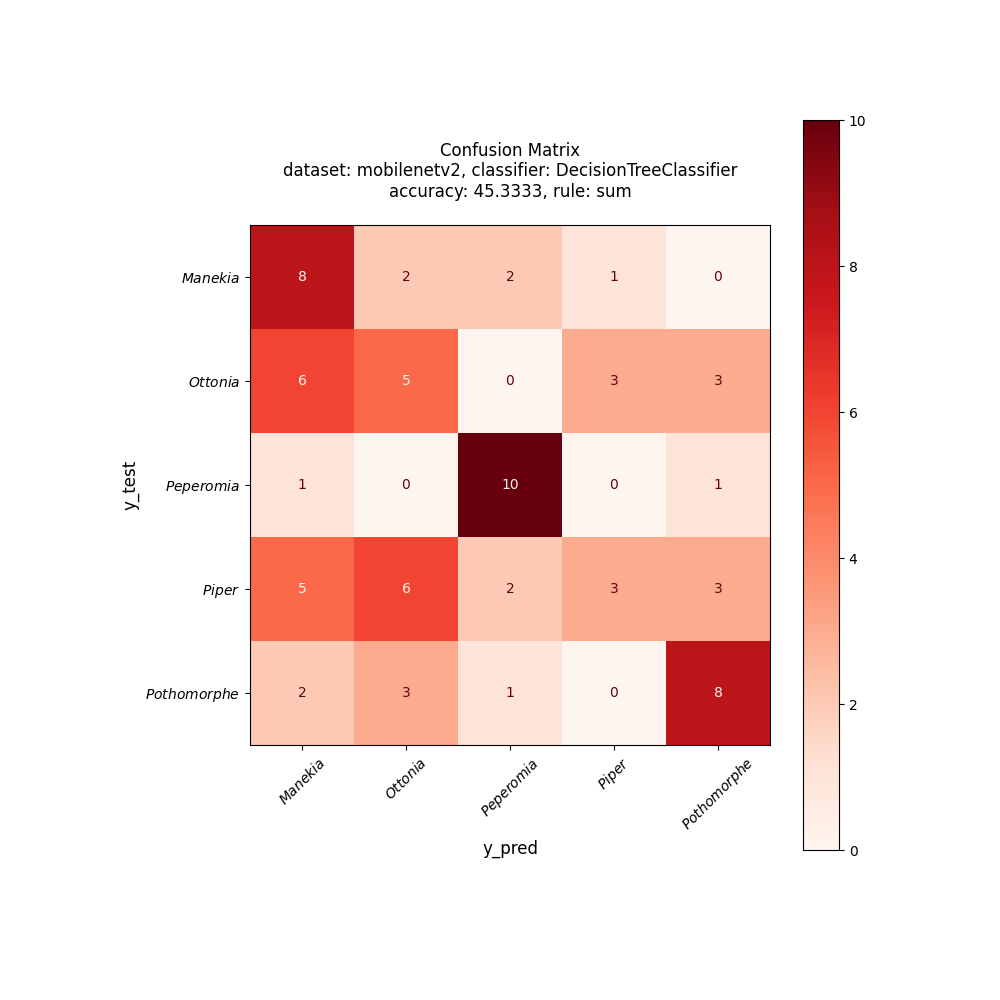 Confusion Matrix
dataset: mobilenetv2, classifier: DecisionTreeClassifier
accuracy: 45.3333, rule: sum
10
8
6
4
2
0
y_test
Manekia 8 2 2 1 0
Ottonia 6 5 0 3 3
Peperomia 1 0 10 0 1
Piper 5 6 2 3 3
Pothomorphe 2 3 1 0 8
Manekia Ottonia Peperomia Piper Pothomorphe
y_pred